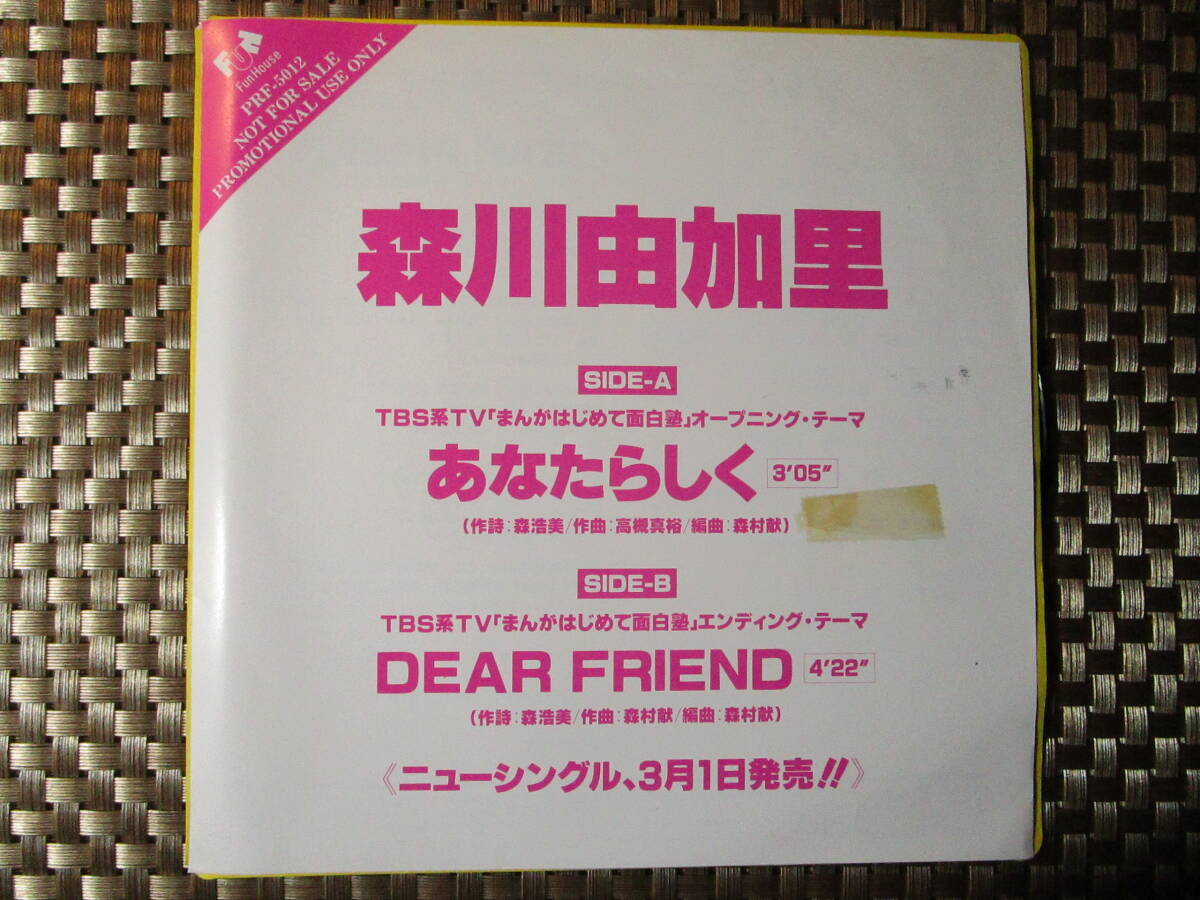 FUN
FunHouse
PRF-5012
NOT FOR SALE
PROMOTIONAL USE ONLY
森川由加里
SIDE-A
TBS系TV「まんがはじめて面白塾」オープニング・テーマ
あなたらしく 3'05"
(作詩:森浩美/作曲:高槻真裕/編曲:森村献)
SIDE-B
TBS系TV「まんがはじめて面白塾」エンディング・テーマ
DEAR FRIEND 4'22"
(作詩:森浩美/作曲:森村献/編曲:森村献)
《ニューシングル、3月1日発売!!》